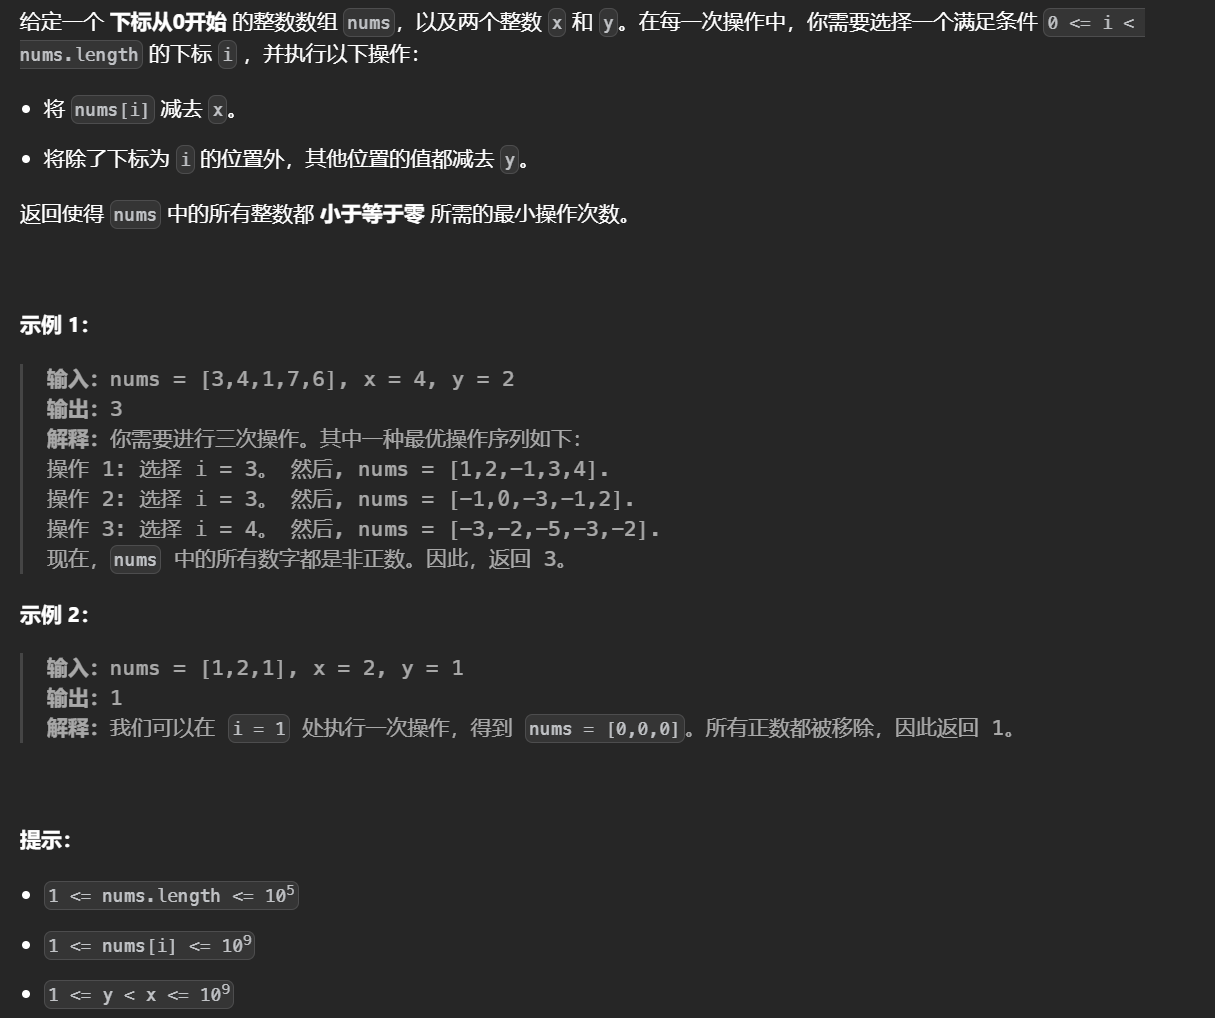 给定一个 下标从0开始 的整数数组 nums，以及两个整数 x 和 y。在每一次操作中，你需要选择一个满足条件 0 <= i <
nums.length 的下标 i ，并执行以下操作：
• 将 nums[i] 减去 x。
• 将除了下标为 i 的位置外，其他位置的值都减去 y。
返回使得 nums 中的所有整数都 小于等于零 所需的最小操作次数。
示例 1：
输入：nums = [3,4,1,7,6], x = 4, y = 2
输出：3
解释：你需要进行三次操作。其中一种最优操作序列如下：
操作 1: 选择 i = 3。 然后, nums = [1,2,-1,3,4].
操作 2: 选择 i = 3。 然后, nums = [-1,0,-3,-1,2].
操作 3: 选择 i = 4。 然后, nums = [-3,-2,-5,-3,-2].
现在，nums 中的所有数字都是非正数。因此，返回 3。
示例 2：
输入：nums = [1,2,1], x = 2, y = 1
输出：1
解释：我们可以在 i = 1 处执行一次操作，得到 nums = [0,0,0]。所有正数都被移除，因此返回 1。
提示：
• 1 <= nums.length <= 10⁵
• 1 <= nums[i] <= 10⁹
• 1 <= y < x <= 10⁹